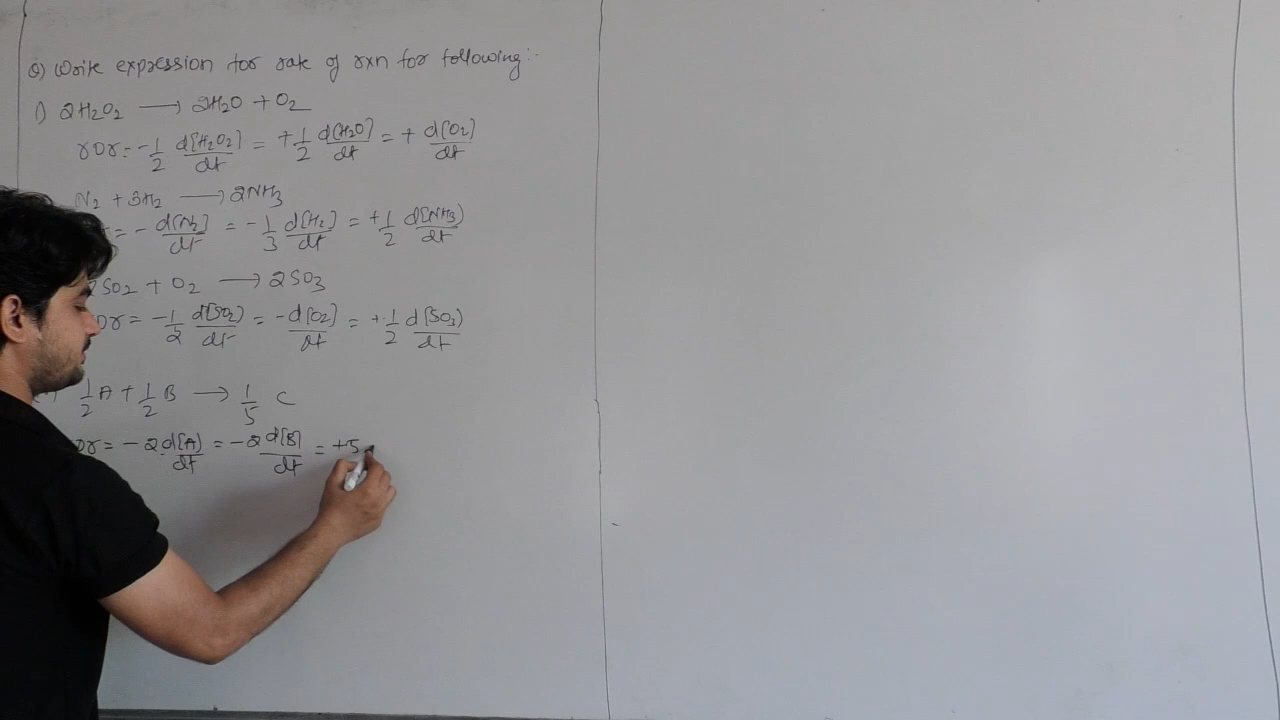 Q) Write expression for rate of rxn for following:-
1) 2H₂O₂ ⟶ 2H₂O + O₂
ror = -1/2 d[H₂O₂]/dt = +1/2 d[H₂O]/dt = + d[O₂]/dt
N₂ + 3H₂ ⟶ 2NH₃
= - d[N₂]/dt = -1/3 d[H₂]/dt = +1/2 d[NH₃]/dt
2SO₂ + O₂ ⟶ 2SO₃
or = -1/2 d[SO₂]/dt = -d[O₂]/dt = +1/2 d[SO₃]/dt
1/2 A + 1/2 B ⟶ 1/5 C
or = -2 d[A]/dt = -2 d[B]/dt = +5